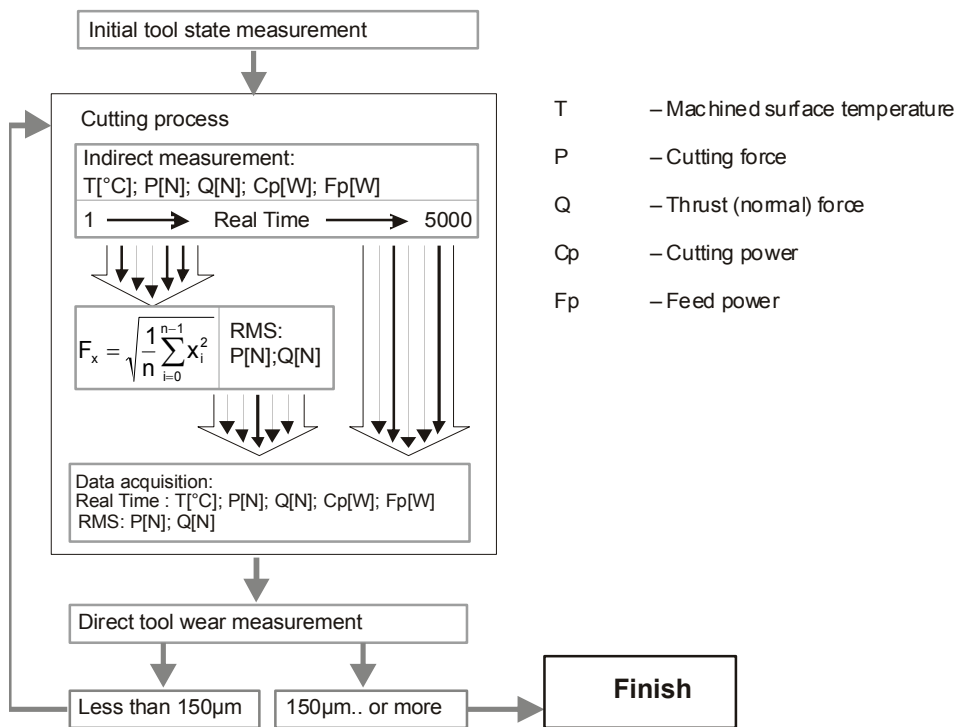 Initial tool state measurement
Cutting process
Indirect measurement:
T[°C]; P[N]; Q[N]; Cp[W]; Fp[W]
1 Real Time 5000
F_x = √(1/n ∑_{i=0}^{n−1} x_i^2)
RMS:
P[N];Q[N]
Data acquisition:
Real Time : T[°C]; P[N]; Q[N]; Cp[W]; Fp[W]
RMS: P[N]; Q[N]
Direct tool wear measurement
Less than 150µm
150µm.. or more
Finish
T – Machined surface temperature
P – Cutting force
Q – Thrust (normal) force
Cp – Cutting power
Fp – Feed power